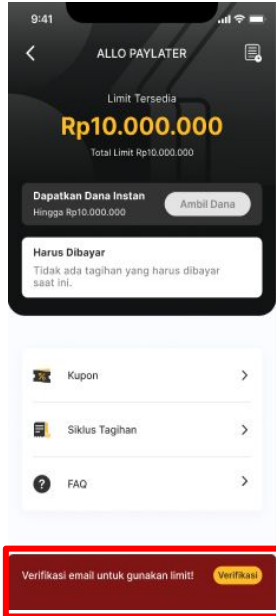 9:41
ALLO PAYLATER
Limit Tersedia
Rp10.000.000
Total Limit Rp10.000.000
Dapatkan Dana Instan
Hingga Rp10.000.000
Ambil Dana
Harus Dibayar
Tidak ada tagihan yang harus dibayar
saat ini.
Kupon
Siklus Tagihan
FAQ
Verifikasi email untuk gunakan limit!
Verifikasi